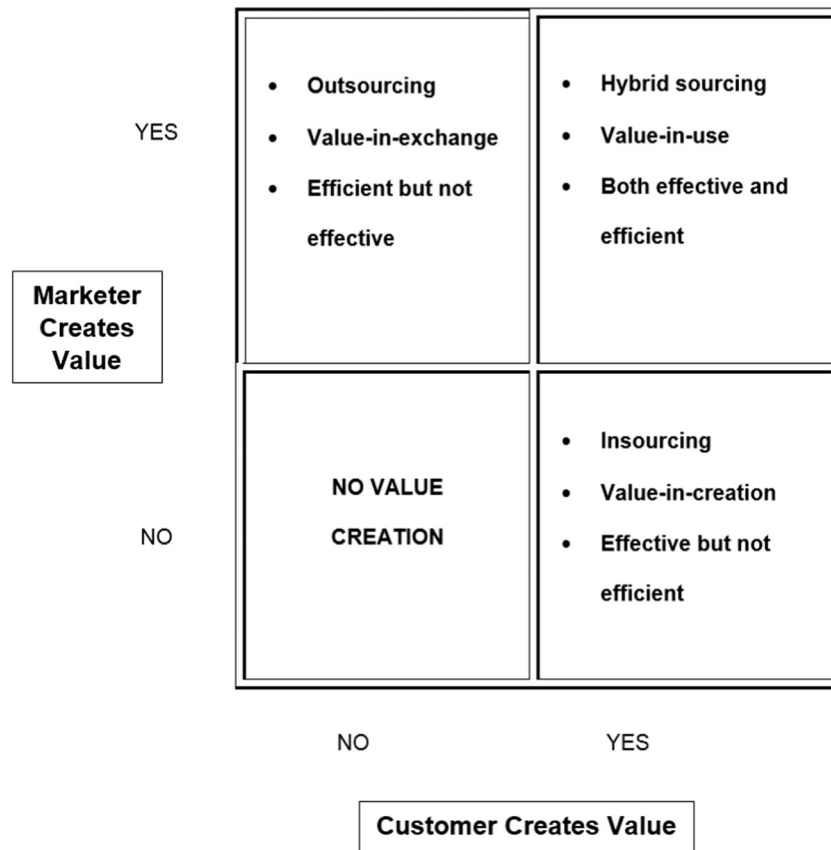 YES
• Outsourcing
• Value-in-exchange
• Efficient but not
effective
• Hybrid sourcing
• Value-in-use
• Both effective and
efficient
Marketer
Creates
Value
NO
NO VALUE
CREATION
• Insourcing
• Value-in-creation
• Effective but not
efficient
NO
YES
Customer Creates Value